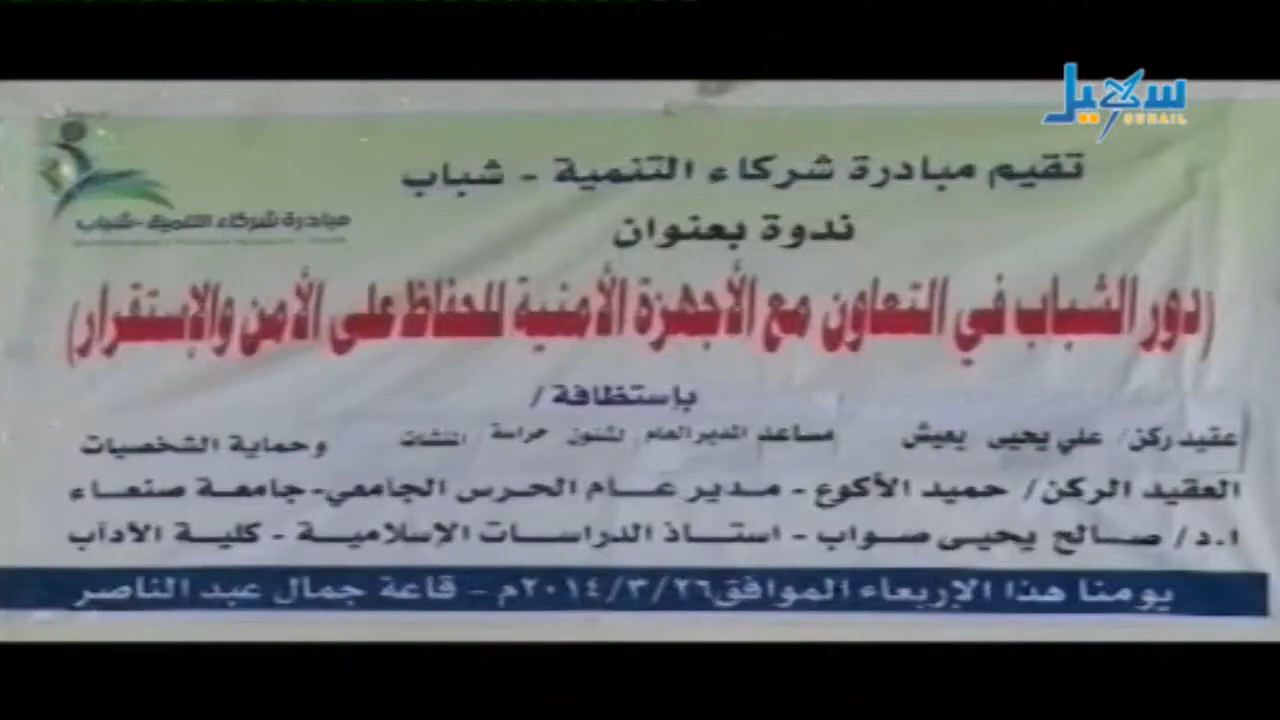 سهيل
SUHAIL
تقيم مبادرة شركاء التنمية - شباب
مبادرة شركاء التنمية-شباب
ندوة بعنوان
(دور الشباب في التعاون مع الأجهزة الأمنية للحفاظ على الأمن والإستقرار)
بإستظافة /
عقيد ركن/ علي يحيى يعيش مساعد المدير العام لشئون حراسة المنشات وحماية الشخصيات
العقيد الركن/ حميد الأكوع - مدير عام الحرس الجامعي-جامعة صنعاء
ا.د/ صالح يحيى صواب - استاذ الدراسات الإسلامية - كلية الآداب
يومنا هذا الإربعاء الموافق٢٠١٤/٣/٢٦م - قاعة جمال عبد الناصر